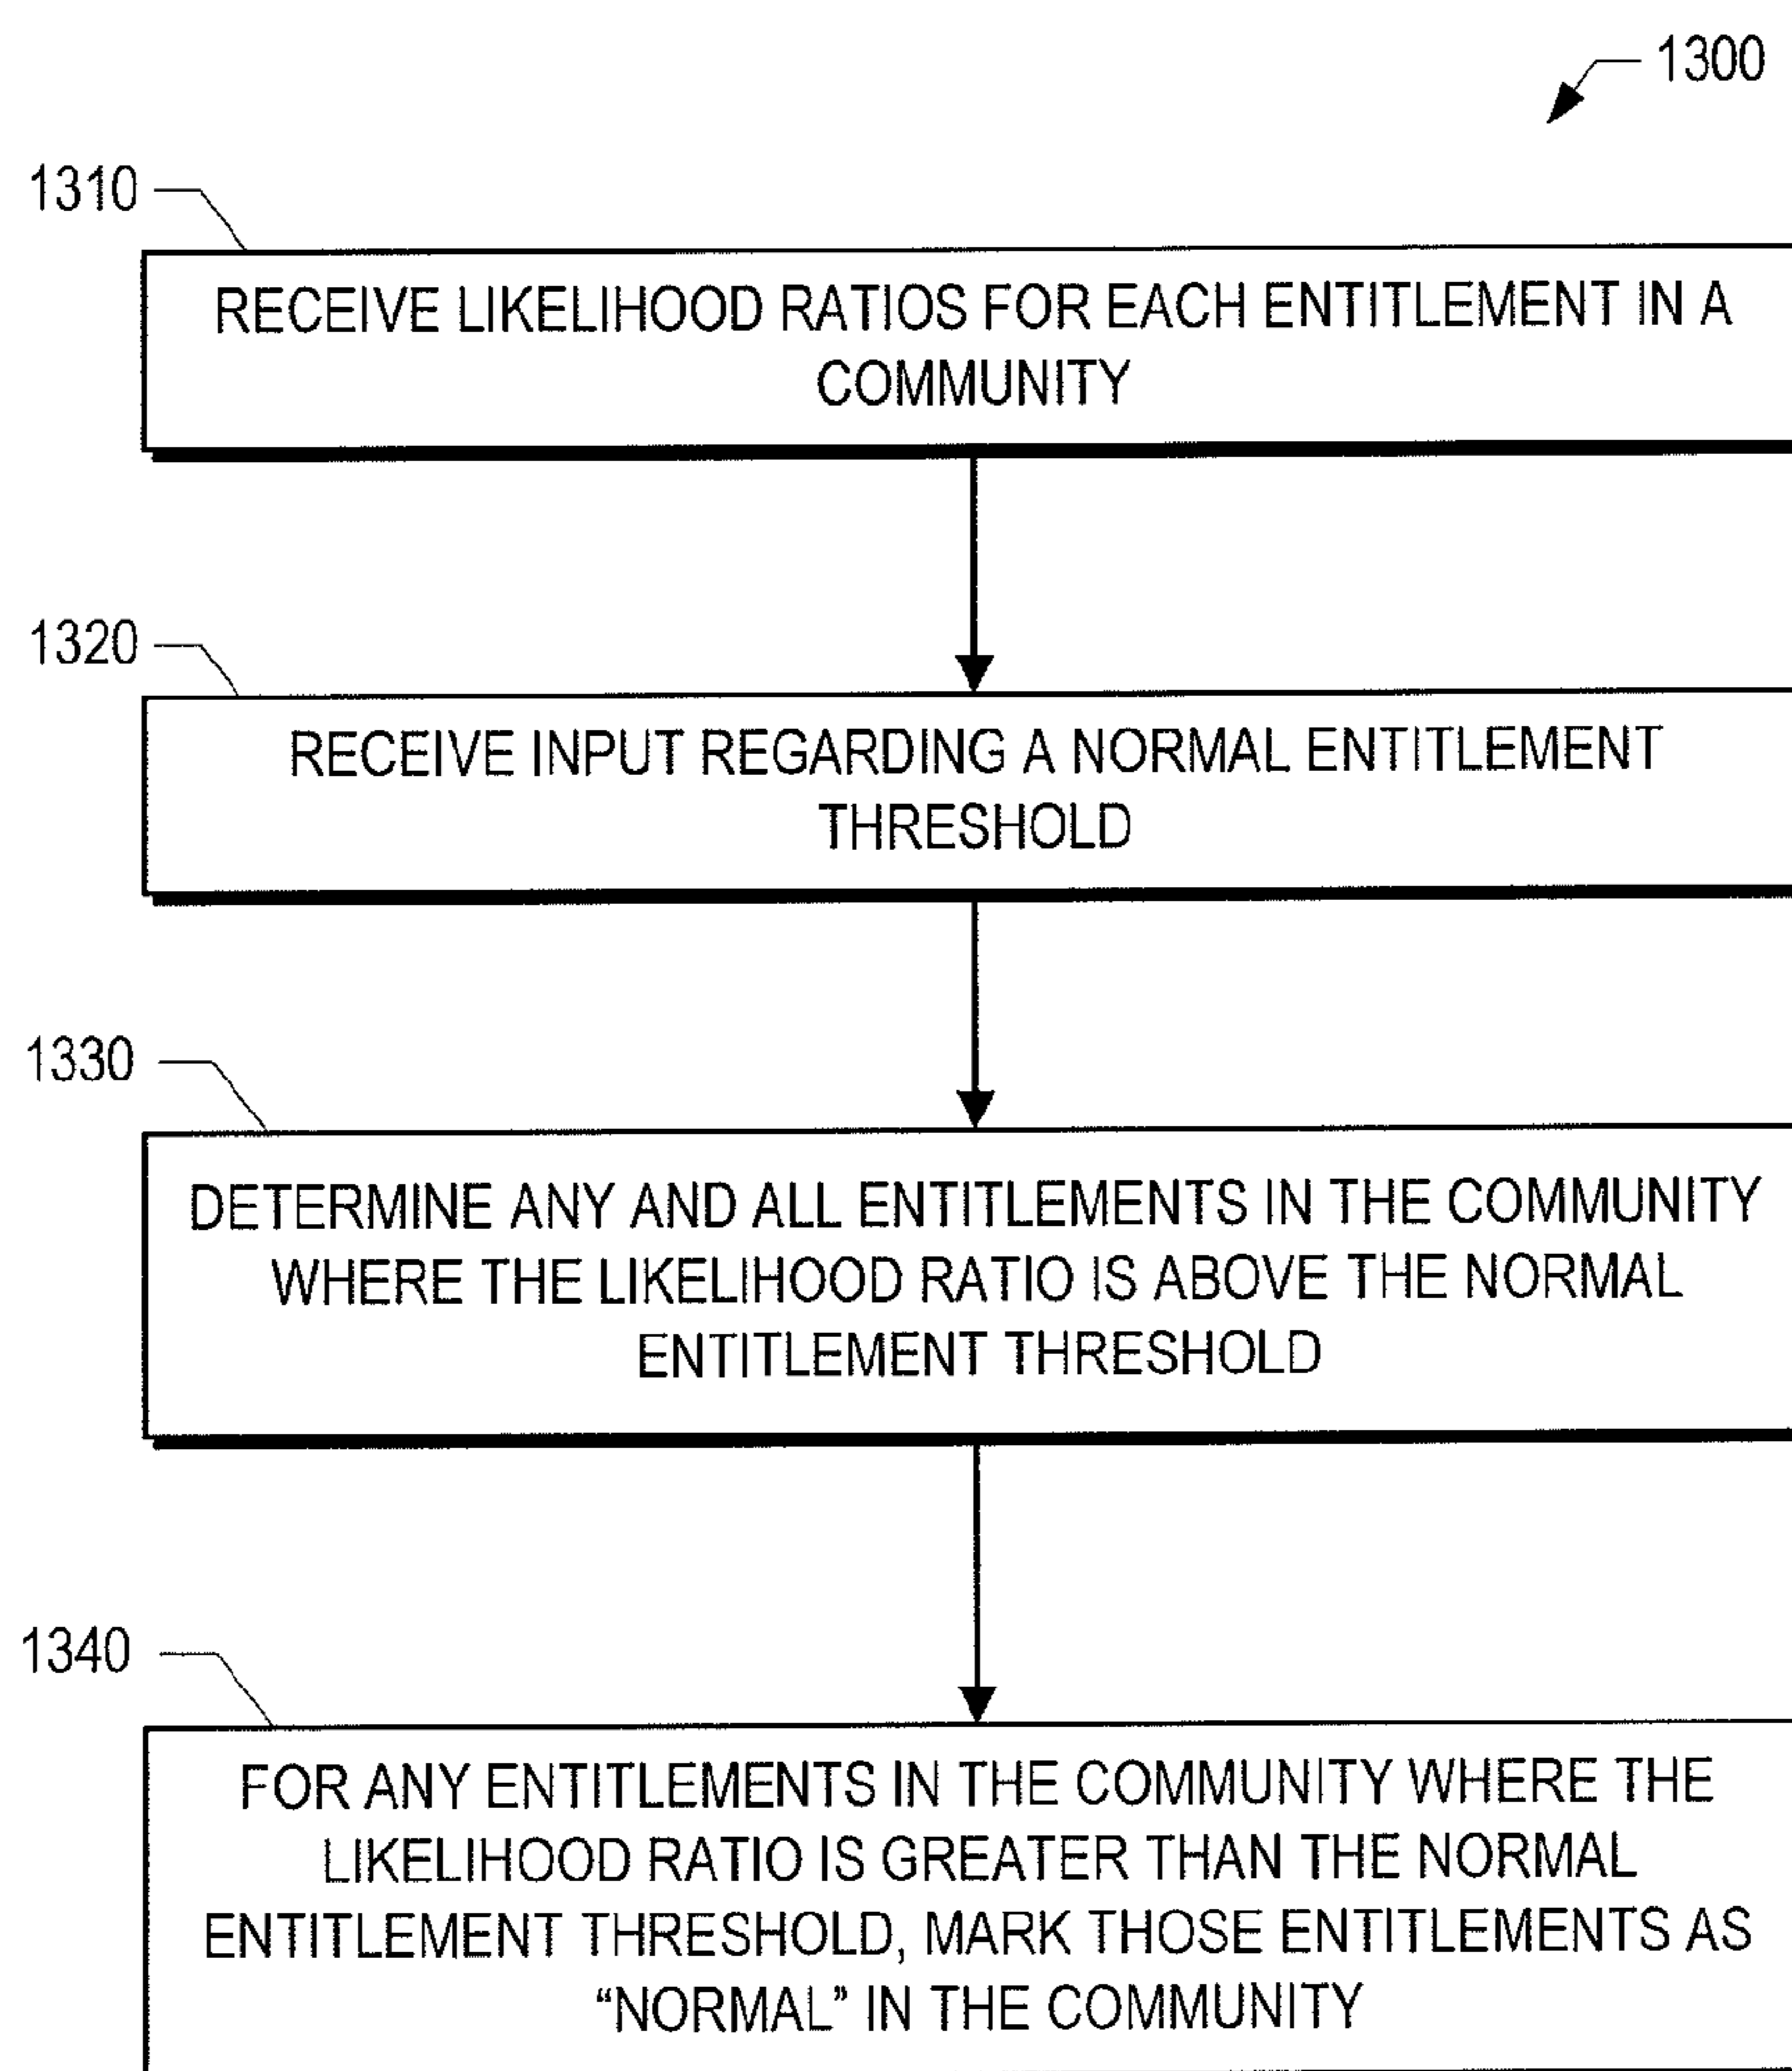 1300
1310
RECEIVE LIKELIHOOD RATIOS FOR EACH ENTITLEMENT IN A
COMMUNITY
1320
RECEIVE INPUT REGARDING A NORMAL ENTITLEMENT
THRESHOLD
1330
DETERMINE ANY AND ALL ENTITLEMENTS IN THE COMMUNITY
WHERE THE LIKELIHOOD RATIO IS ABOVE THE NORMAL
ENTITLEMENT THRESHOLD
1340
FOR ANY ENTITLEMENTS IN THE COMMUNITY WHERE THE
LIKELIHOOD RATIO IS GREATER THAN THE NORMAL
ENTITLEMENT THRESHOLD, MARK THOSE ENTITLEMENTS AS
“NORMAL” IN THE COMMUNITY